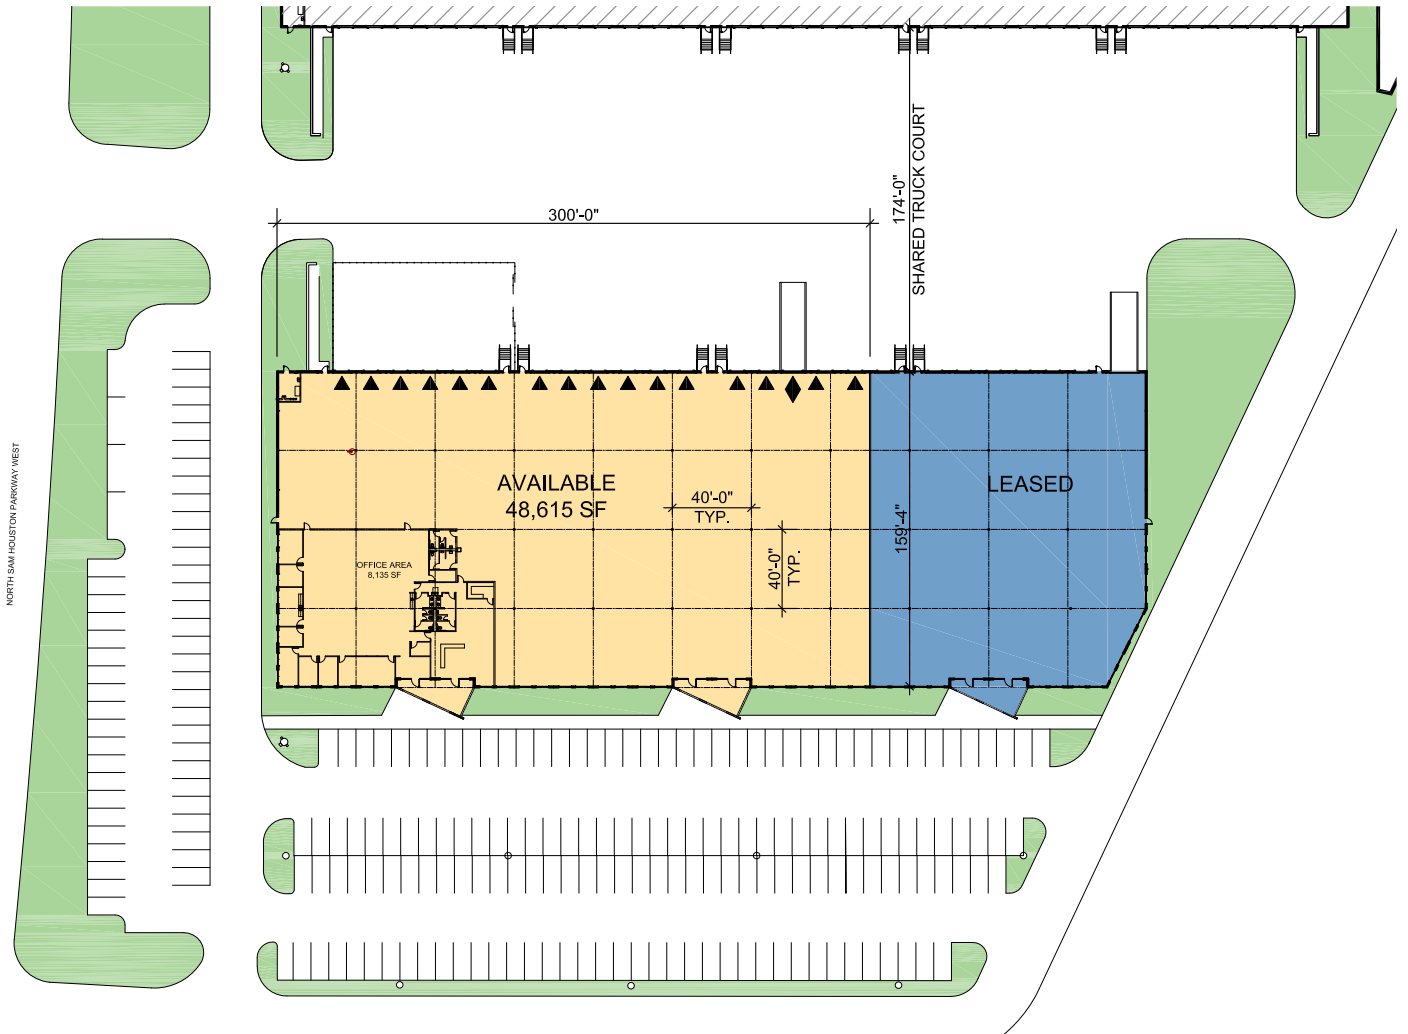 SHARED TRUCK COURT
174'-0"
300'-0"
AVAILABLE
48,615 SF
LEASED
40'-0"
TYP.
159'-4"
40'-0"
TYP.
OFFICE AREA
8,135 SF
NORTH SAM HOUSTON PARKWAY WEST